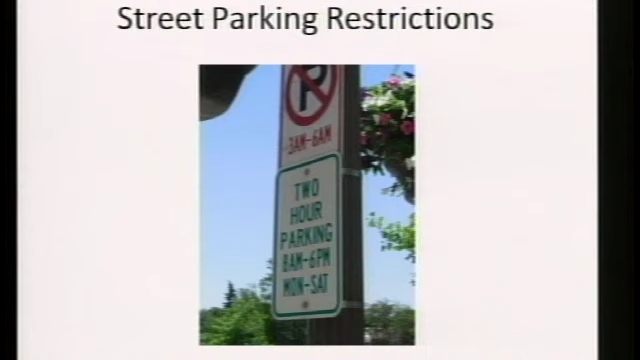 Street Parking Restrictions
P
3AM-6AM
TWO
HOUR
PARKING
8AM-6PM
MON-SAT